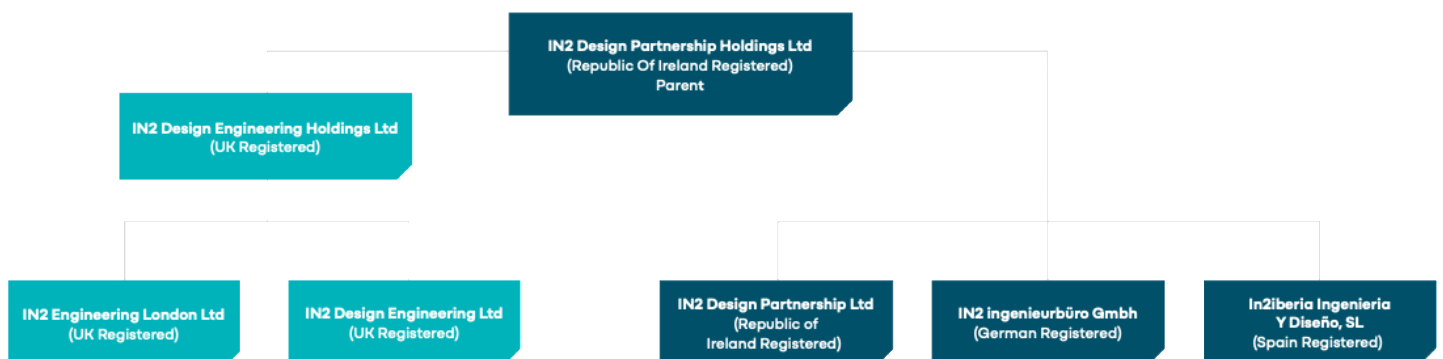 IN2 Design Partnership Holdings Ltd
(Republic Of Ireland Registered)
Parent
IN2 Design Engineering Holdings Ltd
(UK Registered)
IN2 Engineering London Ltd
(UK Registered)
IN2 Design Engineering Ltd
(UK Registered)
IN2 Design Partnership Ltd
(Republic of
Ireland Registered)
IN2 ingenieurbüro Gmbh
(German Registered)
In2iberia Ingenieria
Y Diseño, SL
(Spain Registered)